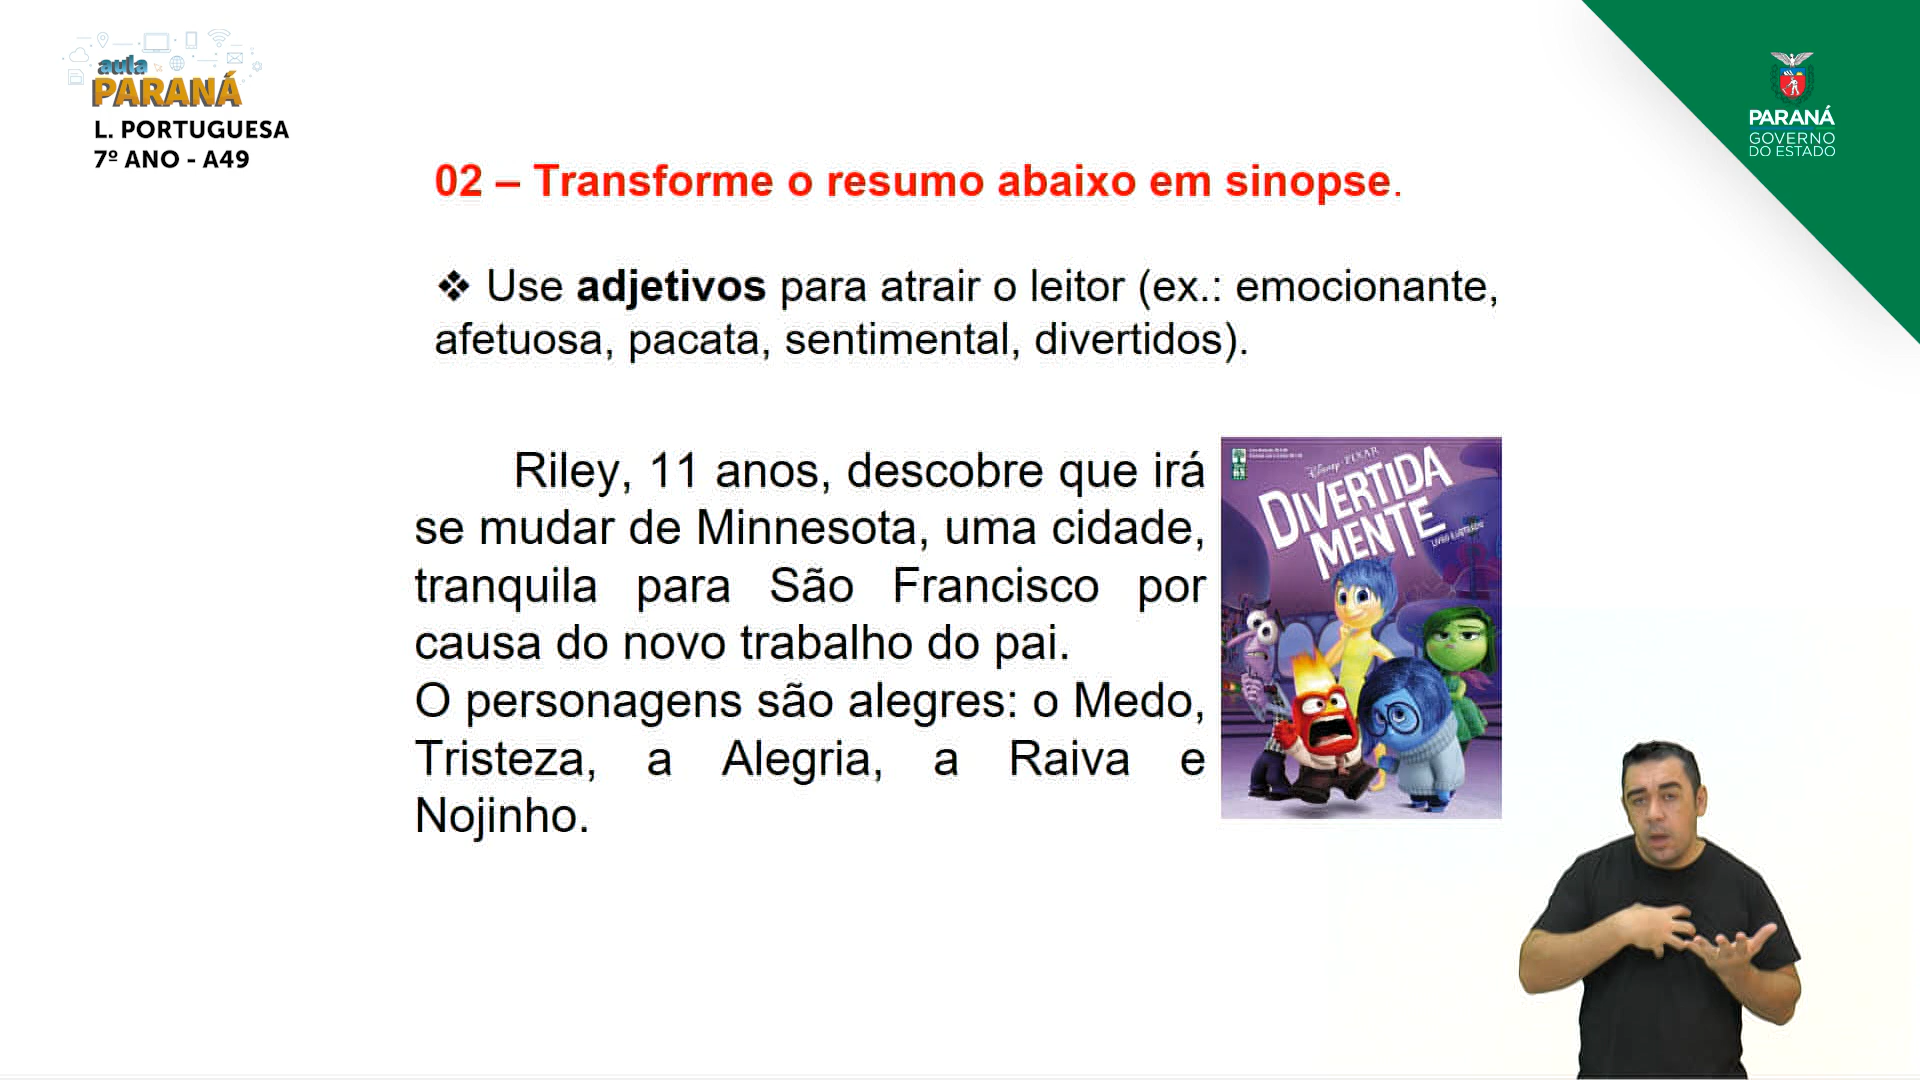 aula
PARANÁ
L. PORTUGUESA
7º ANO - A49
PARANÁ
GOVERNO
DO ESTADO
02 – Transforme o resumo abaixo em sinopse.
❖ Use adjetivos para atrair o leitor (ex.: emocionante,
afetuosa, pacata, sentimental, divertidos).
Riley, 11 anos, descobre que irá
se mudar de Minnesota, uma cidade,
tranquila para São Francisco por
causa do novo trabalho do pai.
O personagens são alegres: o Medo,
Tristeza, a Alegria, a Raiva e
Nojinho.
Disney PIXAR
DIVERTIDA
MENTE
LIVRO ILUSTRADO